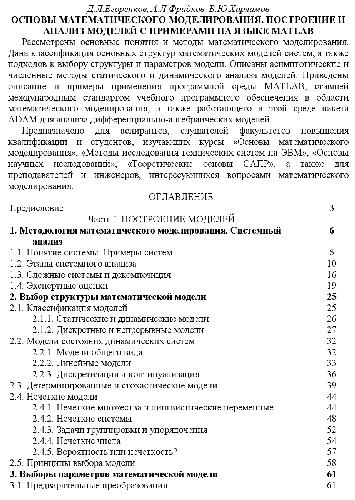 Д.Л.Егоренков, А.Л Фрадков В.Ю.Харламов
ОСНОВЫ МАТЕМАТИЧЕСКОГО МОДЕЛИРОВАНИЯ. ПОСТРОЕНИЕ И
АНАЛИЗ МОДЕЛЕЙ С ПРИМЕРАМИ НА ЯЗЫКЕ MATLAB
Рассмотрены основные понятия и методы математического моделирования.
Дана классификация основных структур математических моделей систем, а также
подходов к выбору структуры и параметров модели. Описаны асимптотические и
численные методы статического и динамического анализа моделей. Приведены
описание и примеры применения программной среды MATLAB, ставшей
международным стандартом учебного программного обеспечения в области
математического моделирования, а также работающего в этой среде пакета
ADAM для анализа дифференциально-алгебраических моделей
Предназначено для аспирантов, слушателей факультетов повышения
квалификации и студентов, изучающих курсы «Основы математического
моделирования», «Методы исследования технических систем на ЭВМ», «Основы
научных исследований», «Теоретические основы САПР», а также для
преподавателей и инженеров, интересующихся вопросами математического
моделирования.
ОГЛАВЛЕНИЕ
Предисловие 3
Часть 1 ПОСТРОЕНИЕ МОДЕЛЕЙ
1. Методология математического моделирования. Системный 6
анализ
1.1. Понятие системы. Примеры систем 5
1.2. Этапы системного анализа 10
1.3. Сложные системы и декомпозиция 16
1.4. Экспертные оценки 19
2. Выбор структуры математической модели 25
2.1. Классификация моделей 25
2.1.1. Статические и динамические модели 26
2.1.2. Дискретные и непрерывные модели 27
2.2. Модели состояния динамических систем 32
2.2.1. Модели общего вида 32
2.2.2. Линейные модели 33
2.2.3. Дискретизация и континуализация 36
2.3. Детерминированные и стохастические модели 39
2.4. Нечеткие модели 44
2.4.1. Нечеткие множества и лингвистические переменные 44
2.4.2. Нечеткие системы 48
2.4.3. Задачи группировки и упорядочения 52
2.4.4. Нечеткие числа 54
2.4.5. Вероятность или нечеткость? 57
2.5. Принципы выбора модели 58
3. Выборы параметров математической модели 61
3.1. Предварительные преобразования 61